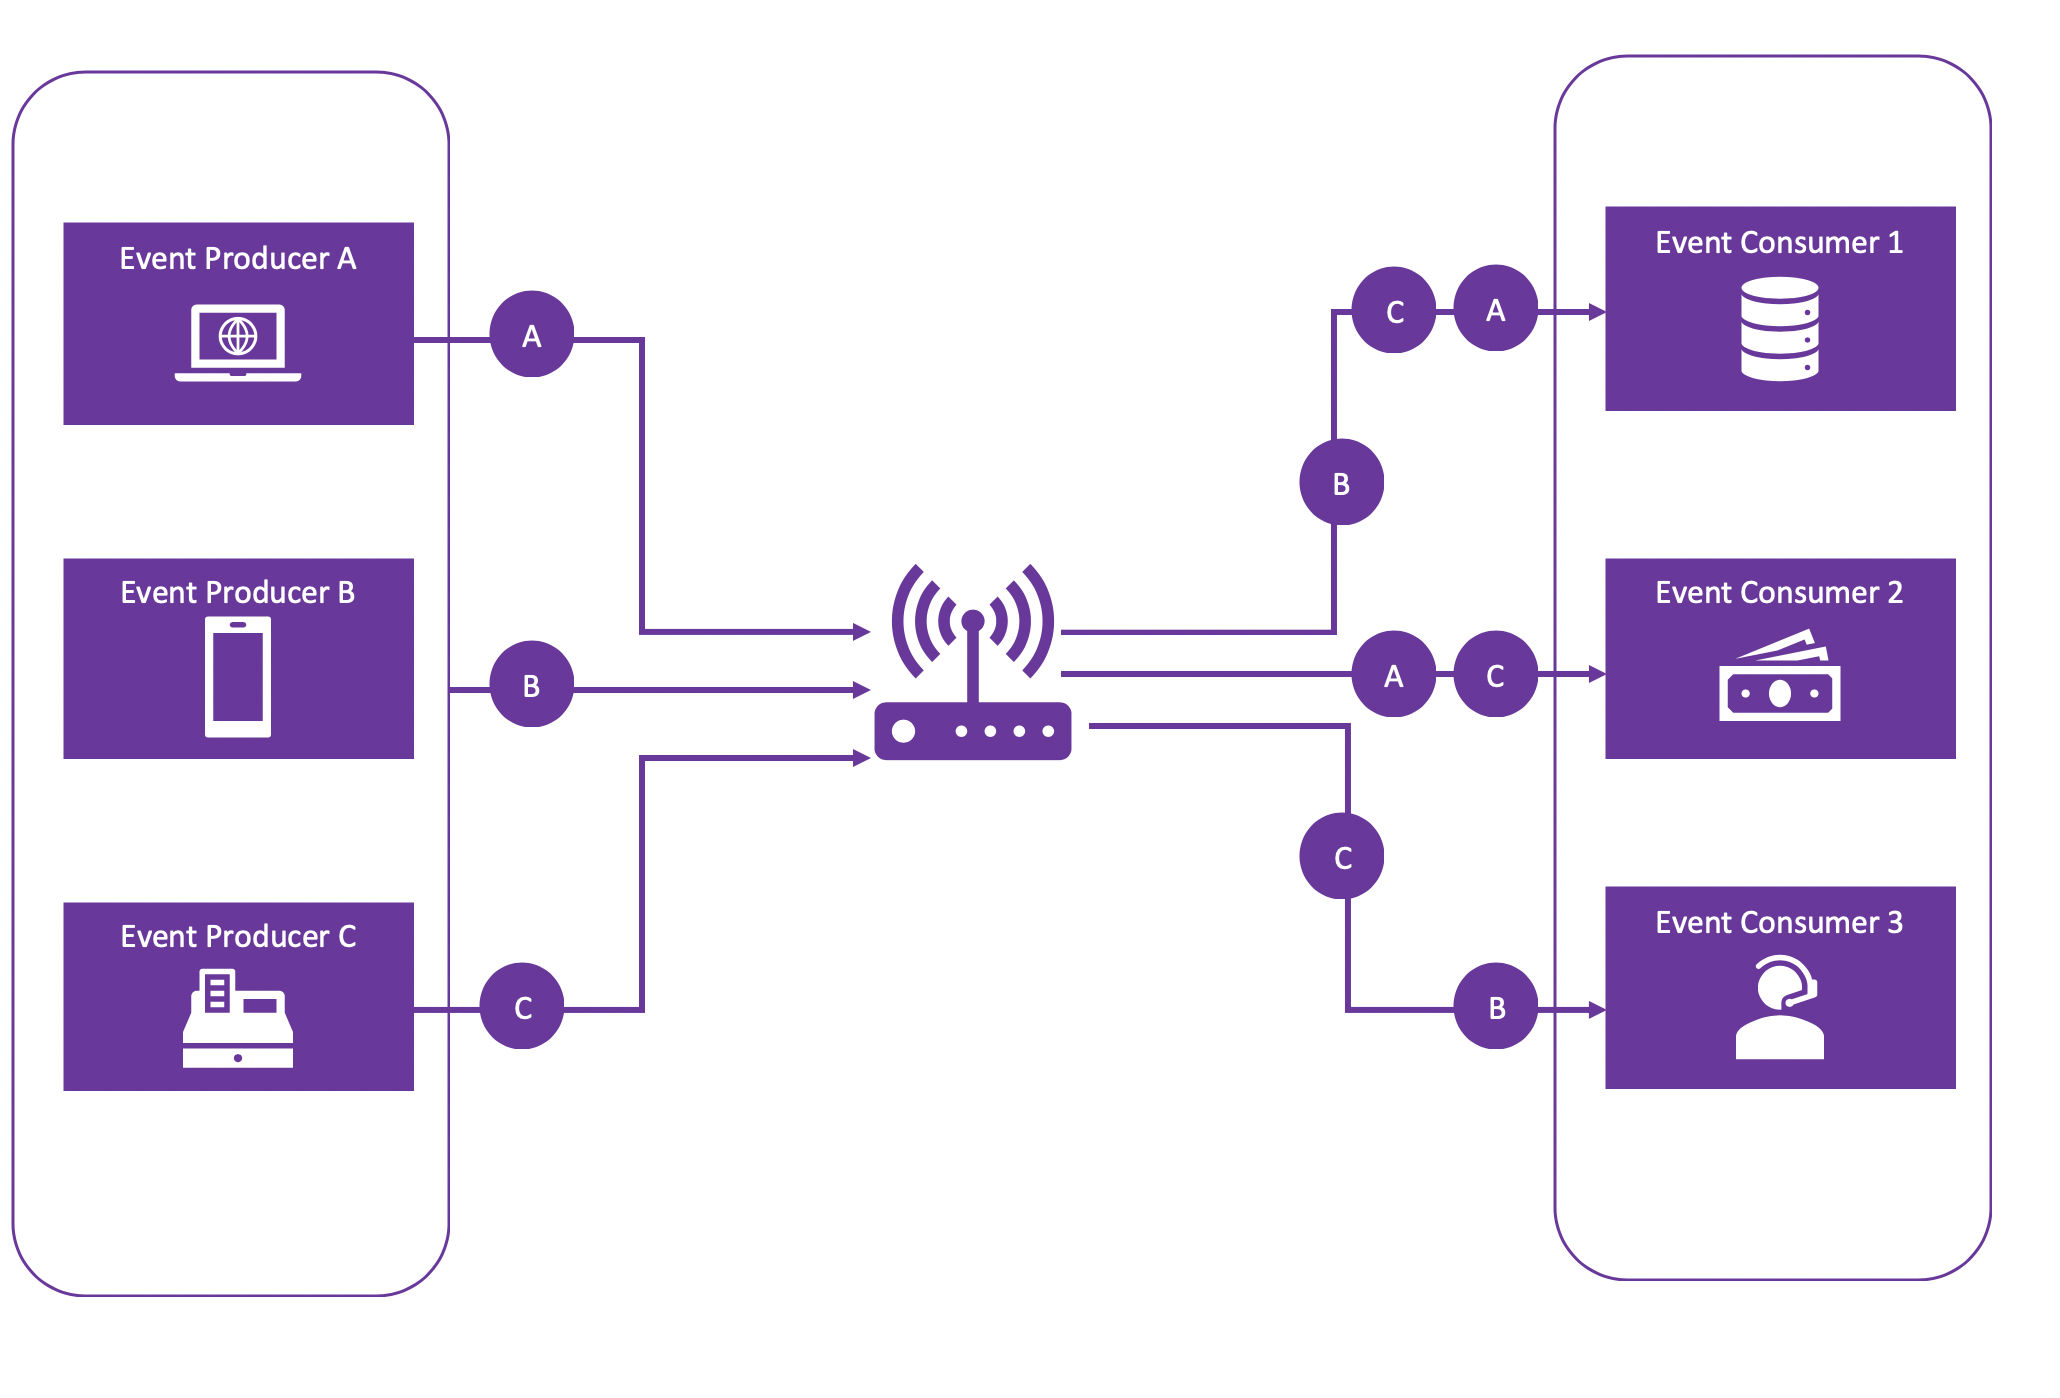 Event Producer A
A
Event Producer B
B
Event Producer C
C
C
A
B
A
C
C
B
Event Consumer 1
Event Consumer 2
Event Consumer 3